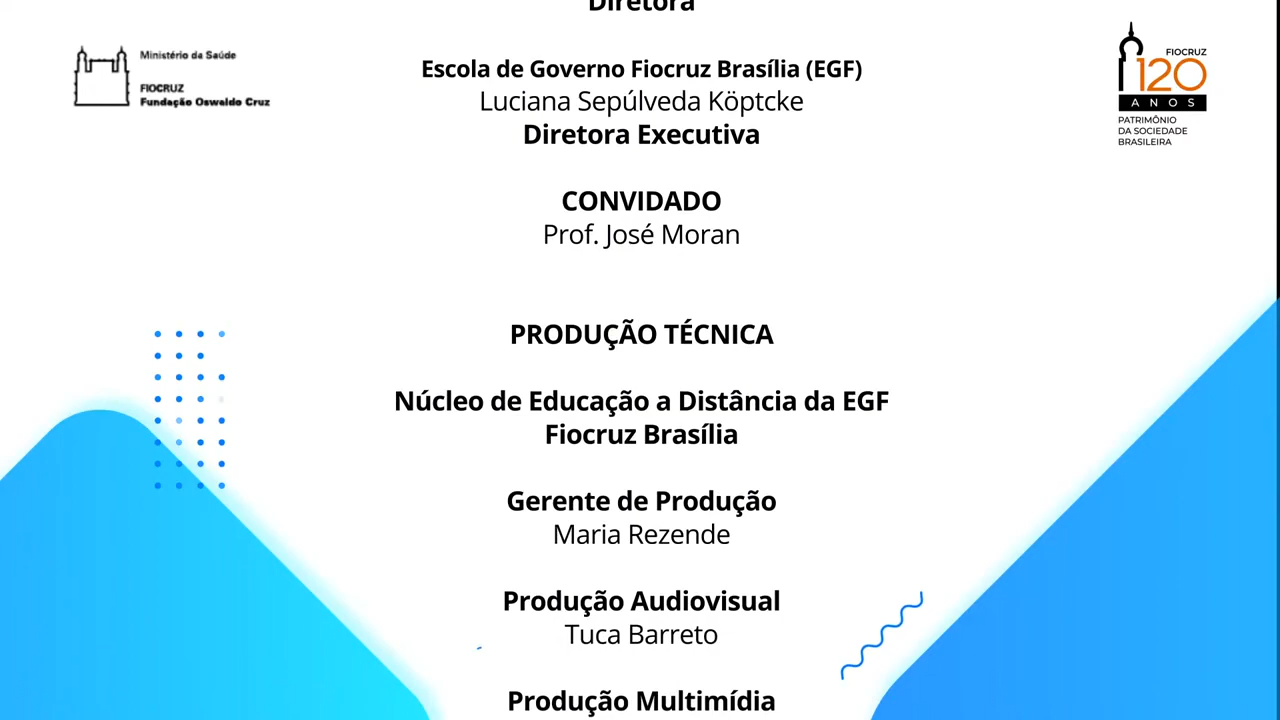 Diretora
Ministério da Saúde
FIOCRUZ
Fundação Oswaldo Cruz
Escola de Governo Fiocruz Brasília (EGF)
Luciana Sepúlveda Köptcke
Diretora Executiva
FIOCRUZ
120
ANOS
PATRIMÔNIO
DA SOCIEDADE
BRASILEIRA
CONVIDADO
Prof. José Moran
PRODUÇÃO TÉCNICA
Núcleo de Educação a Distância da EGF
Fiocruz Brasília
Gerente de Produção
Maria Rezende
Produção Audiovisual
Tuca Barreto
Produção Multimídia